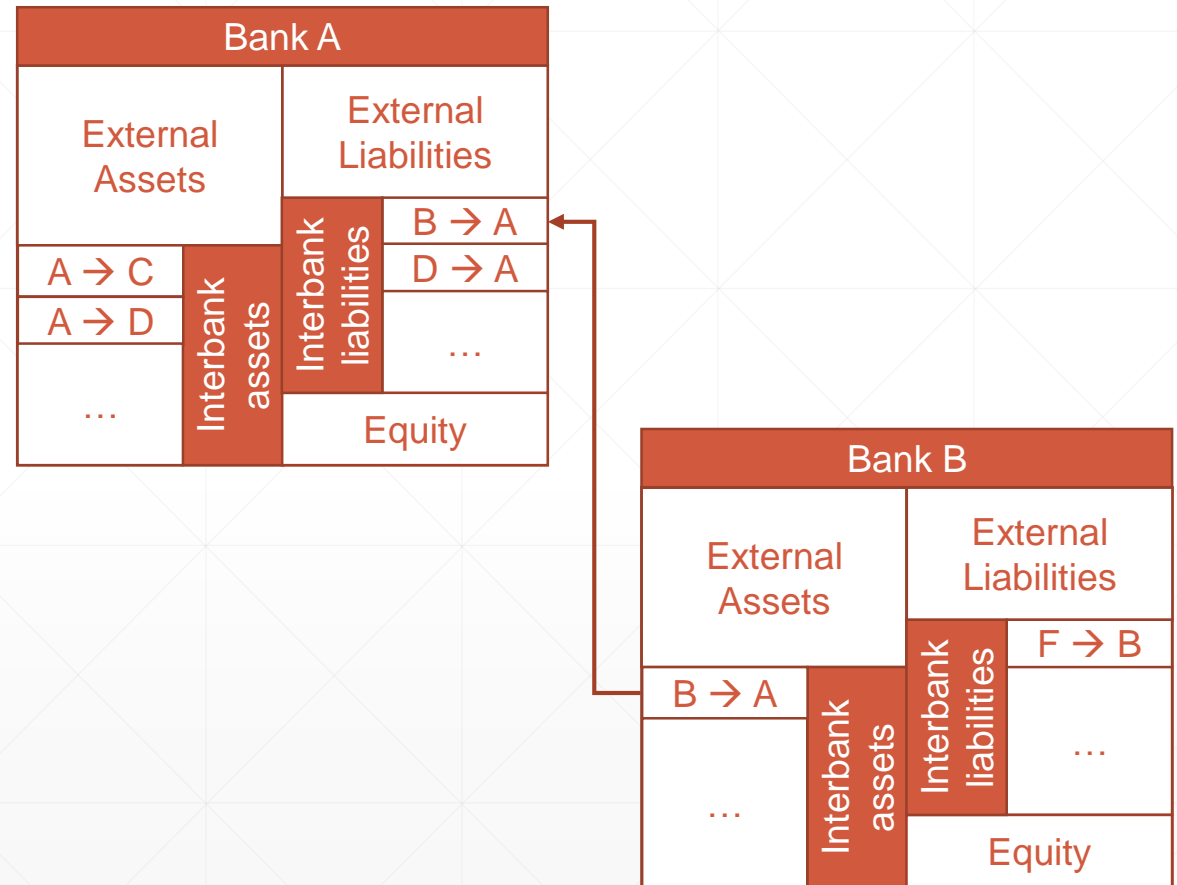 Bank A
External
Assets
External
Liabilities
A → C
A → D
…
Interbank
assets
Interbank
liabilities
B → A
D → A
…
Equity
Bank B
External
Assets
External
Liabilities
B → A
…
Interbank
assets
Interbank
liabilities
F → B
…
Equity